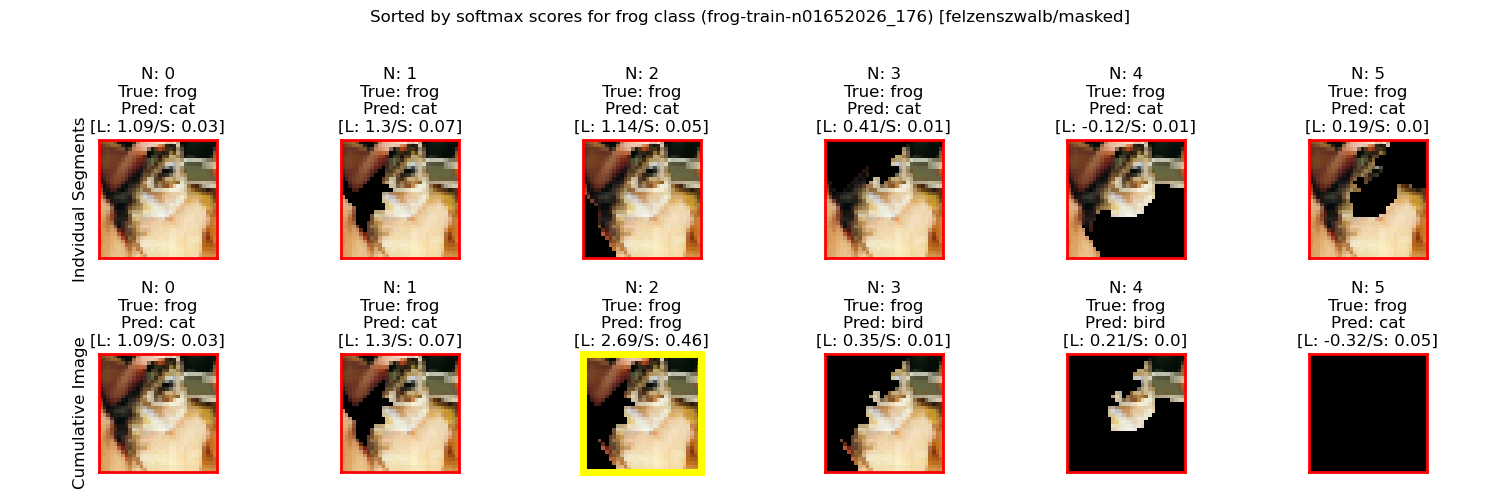 Sorted by softmax scores for frog class (frog-train-n01652026_176) [felzenszwalb/masked]
Indvidual Segments
N: 0
True: frog
Pred: cat
[L: 1.09/S: 0.03]
N: 1
True: frog
Pred: cat
[L: 1.3/S: 0.07]
N: 2
True: frog
Pred: cat
[L: 1.14/S: 0.05]
N: 3
True: frog
Pred: cat
[L: 0.41/S: 0.01]
N: 4
True: frog
Pred: cat
[L: -0.12/S: 0.01]
N: 5
True: frog
Pred: cat
[L: 0.19/S: 0.0]
Cumulative Image
N: 0
True: frog
Pred: cat
[L: 1.09/S: 0.03]
N: 1
True: frog
Pred: cat
[L: 1.3/S: 0.07]
N: 2
True: frog
Pred: frog
[L: 2.69/S: 0.46]
N: 3
True: frog
Pred: bird
[L: 0.35/S: 0.01]
N: 4
True: frog
Pred: bird
[L: 0.21/S: 0.0]
N: 5
True: frog
Pred: cat
[L: -0.32/S: 0.05]